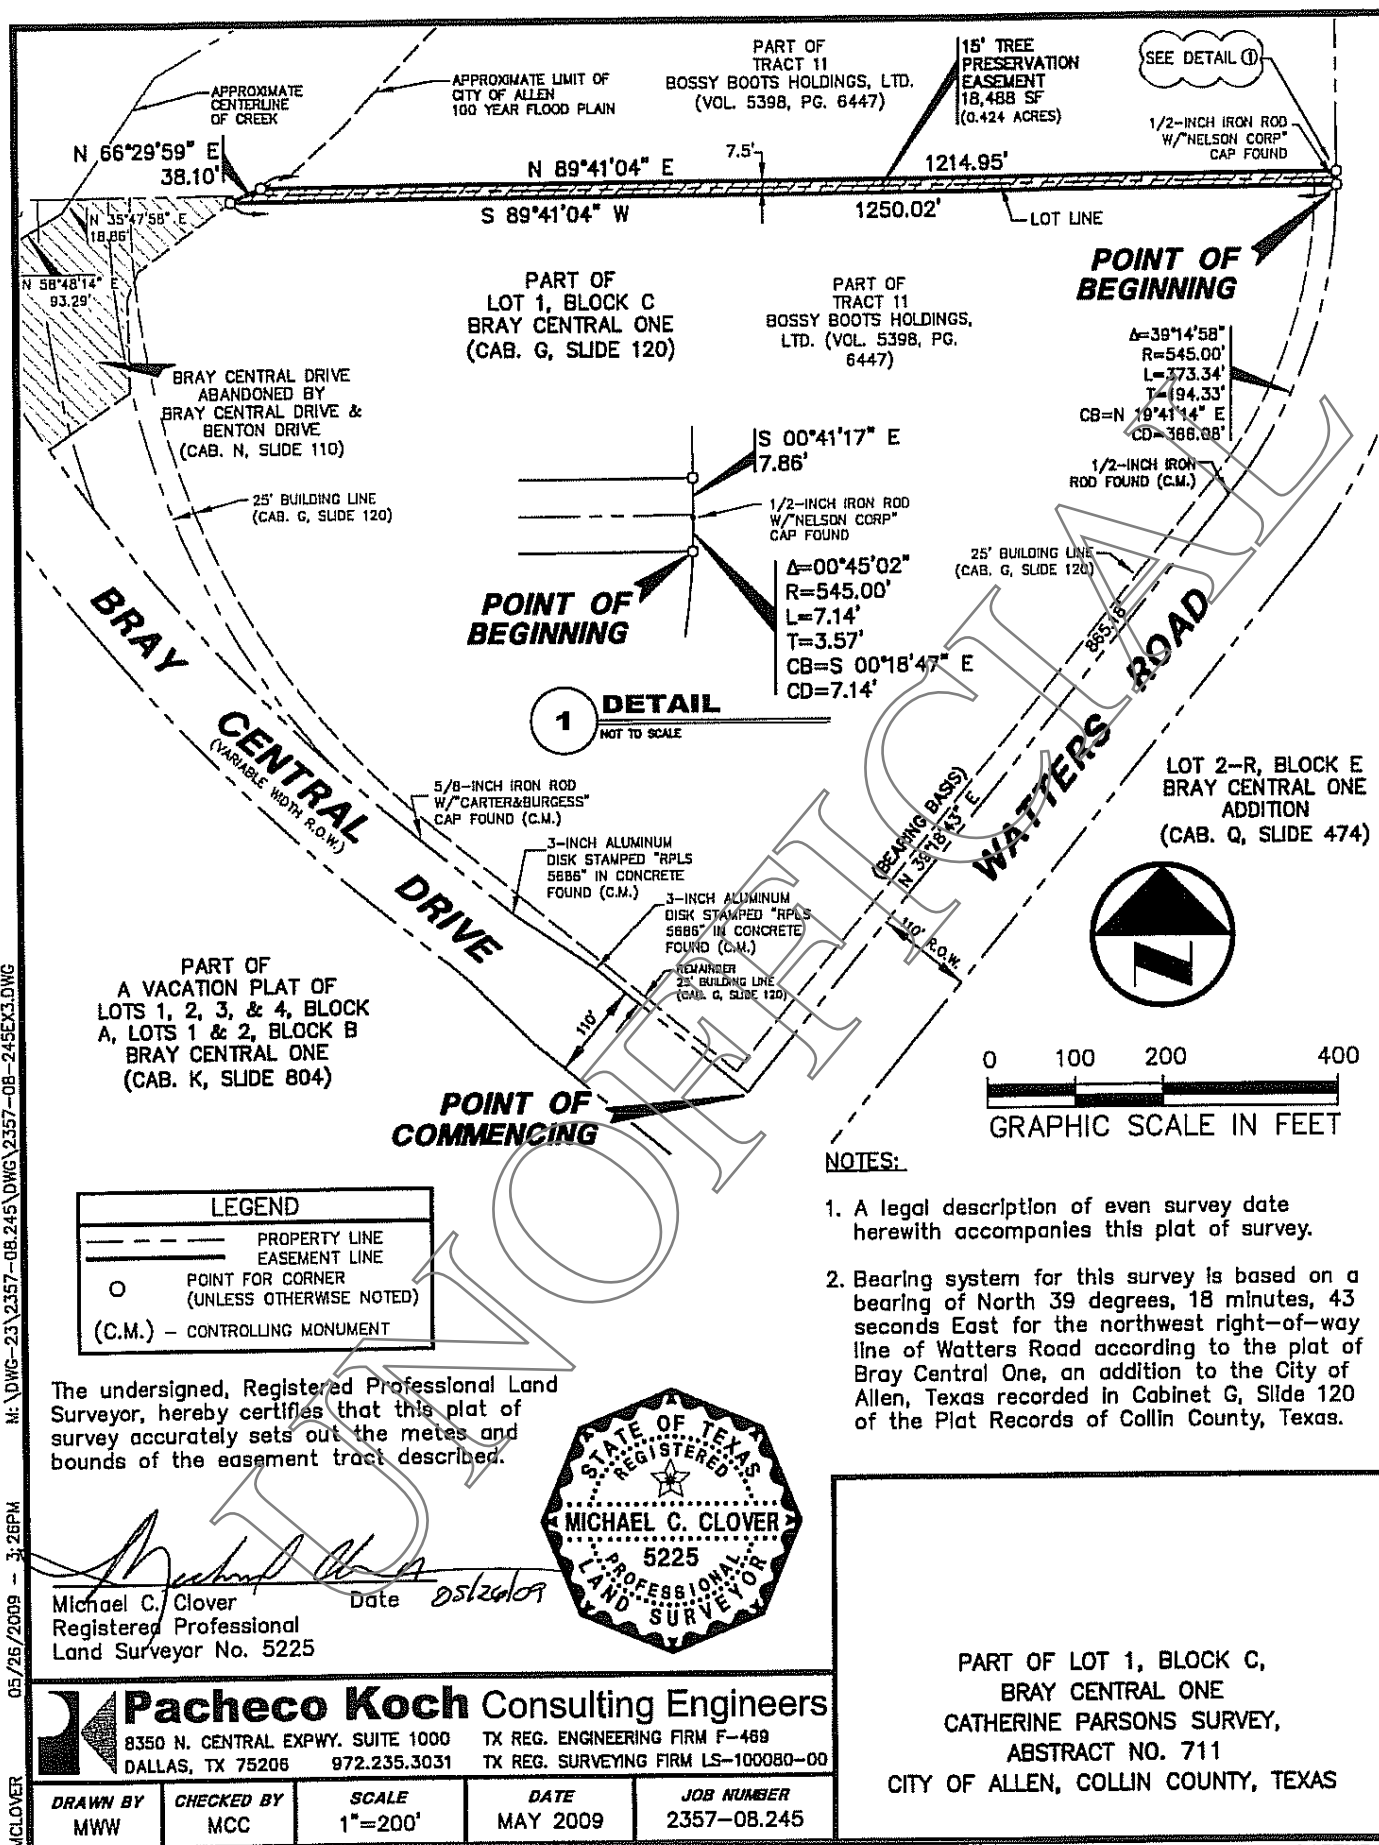 PART OF
TRACT 11
BOSSY BOOTS HOLDINGS, LTD.
(VOL. 5398, PG. 6447)
15' TREE
PRESERVATION
EASEMENT
18,488 SF
(0.424 ACRES)
SEE DETAIL 1
APPROXIMATE
CENTERLINE
OF CREEK
APPROXIMATE LIMIT OF
CITY OF ALLEN
100 YEAR FLOOD PLAIN
1/2-INCH IRON ROD
W/"NELSON CORP"
CAP FOUND
N 66°29'59" E
38.10'
N 89°41'04" E
7.5'
1214.95'
S 89°41'04" W
1250.02'
LOT LINE
N 35°47'58" E
18.86'
N 58°48'14" E
93.29'
POINT OF
BEGINNING
PART OF
LOT 1, BLOCK C
BRAY CENTRAL ONE
(CAB. G, SLIDE 120)
PART OF
TRACT 11
BOSSY BOOTS HOLDINGS,
LTD. (VOL. 5398, PG.
6447)
Δ=39°14'58"
R=545.00'
L=373.34'
T=194.33'
CB=N 19°41'14" E
CD=366.08'
1/2-INCH IRON
ROD FOUND (C.M.)
BRAY CENTRAL DRIVE
ABANDONED BY
BRAY CENTRAL DRIVE &
BENTON DRIVE
(CAB. N, SLIDE 110)
25' BUILDING LINE
(CAB. G, SLIDE 120)
S 00°41'17" E
7.86'
1/2-INCH IRON ROD
W/"NELSON CORP"
CAP FOUND
POINT OF
BEGINNING
Δ=00°45'02"
R=545.00'
L=7.14'
T=3.57'
CB=S 00°18'47" E
CD=7.14'
1 DETAIL
NOT TO SCALE
25' BUILDING LINE
(CAB. G, SLIDE 120)
865.18'
WATTERS ROAD
(BEARING BASIS)
N 39°18'43" E
110' R.O.W.
BRAY CENTRAL DRIVE
(VARIABLE WIDTH R.O.W.)
5/8-INCH IRON ROD
W/"CARTER&BURGESS"
CAP FOUND (C.M.)
3-INCH ALUMINUM
DISK STAMPED "RPLS
5686" IN CONCRETE
FOUND (C.M.)
3-INCH ALUMINUM
DISK STAMPED "RPLS
5686" IN CONCRETE
FOUND (C.M.)
REMAINDER
25' BUILDING LINE
(CAB. G, SLIDE 120)
110'
LOT 2-R, BLOCK E
BRAY CENTRAL ONE
ADDITION
(CAB. Q, SLIDE 474)
PART OF
A VACATION PLAT OF
LOTS 1, 2, 3, & 4, BLOCK
A, LOTS 1 & 2, BLOCK B
BRAY CENTRAL ONE
(CAB. K, SLIDE 804)
POINT OF
COMMENCING
0 100 200 400
GRAPHIC SCALE IN FEET
NOTES:
1. A legal description of even survey date
herewith accompanies this plat of survey.
2. Bearing system for this survey is based on a
bearing of North 39 degrees, 18 minutes, 43
seconds East for the northwest right-of-way
line of Watters Road according to the plat of
Bray Central One, an addition to the City of
Allen, Texas recorded in Cabinet G, Slide 120
of the Plat Records of Collin County, Texas.
LEGEND
PROPERTY LINE
EASEMENT LINE
POINT FOR CORNER
(UNLESS OTHERWISE NOTED)
(C.M.) - CONTROLLING MONUMENT
The undersigned, Registered Professional Land
Surveyor, hereby certifies that this plat of
survey accurately sets out the metes and
bounds of the easement tract described.
05/26/09
Michael C. Clover Date
Registered Professional
Land Surveyor No. 5225
STATE OF TEXAS
REGISTERED
MICHAEL C. CLOVER
5225
PROFESSIONAL
LAND SURVEYOR
UNOFFICIAL
Pacheco Koch Consulting Engineers
8350 N. CENTRAL EXPWY. SUITE 1000 TX REG. ENGINEERING FIRM F-469
DALLAS, TX 75206 972.235.3031 TX REG. SURVEYING FIRM LS-100080-00
DRAWN BY CHECKED BY SCALE DATE JOB NUMBER
MWW MCC 1"=200' MAY 2009 2357-08.245
PART OF LOT 1, BLOCK C,
BRAY CENTRAL ONE
CATHERINE PARSONS SURVEY,
ABSTRACT NO. 711
CITY OF ALLEN, COLLIN COUNTY, TEXAS
MCLOVER 05/26/2009 - 3:26PM M:\DWG-23\2357-08.245\DWG\2357-08-245EX3.DWG